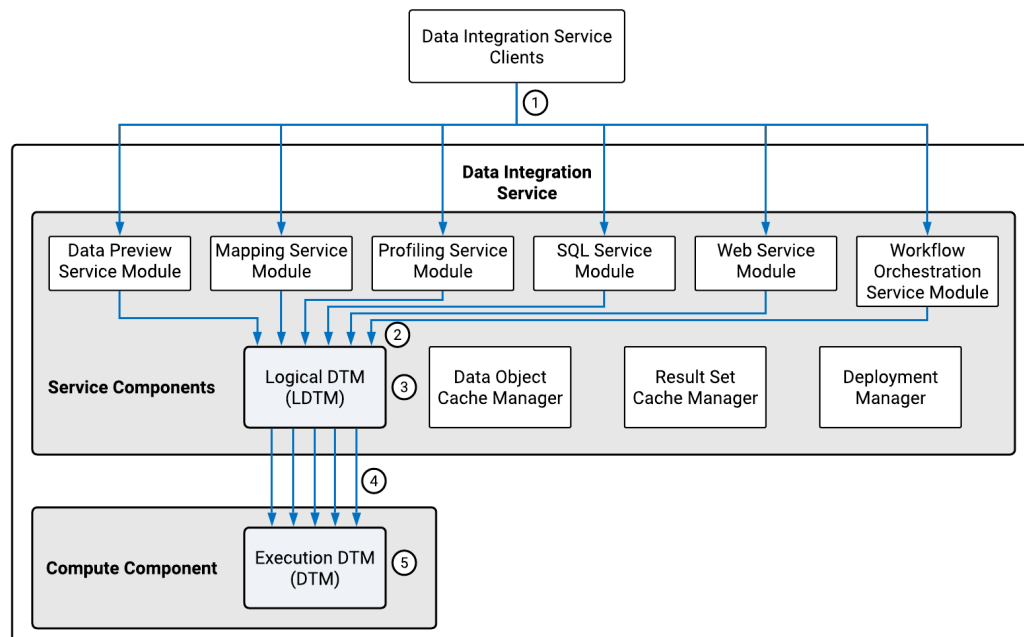 Data Integration Service
Clients
1
Data Integration
Service
Data Preview
Service Module
Mapping Service
Module
Profiling Service
Module
SQL Service
Module
Web Service
Module
Workflow
Orchestration
Service Module
2
Service Components
Logical DTM
(LDTM)
3
Data Object
Cache Manager
Result Set
Cache Manager
Deployment
Manager
4
Compute Component
Execution DTM
(DTM)
5